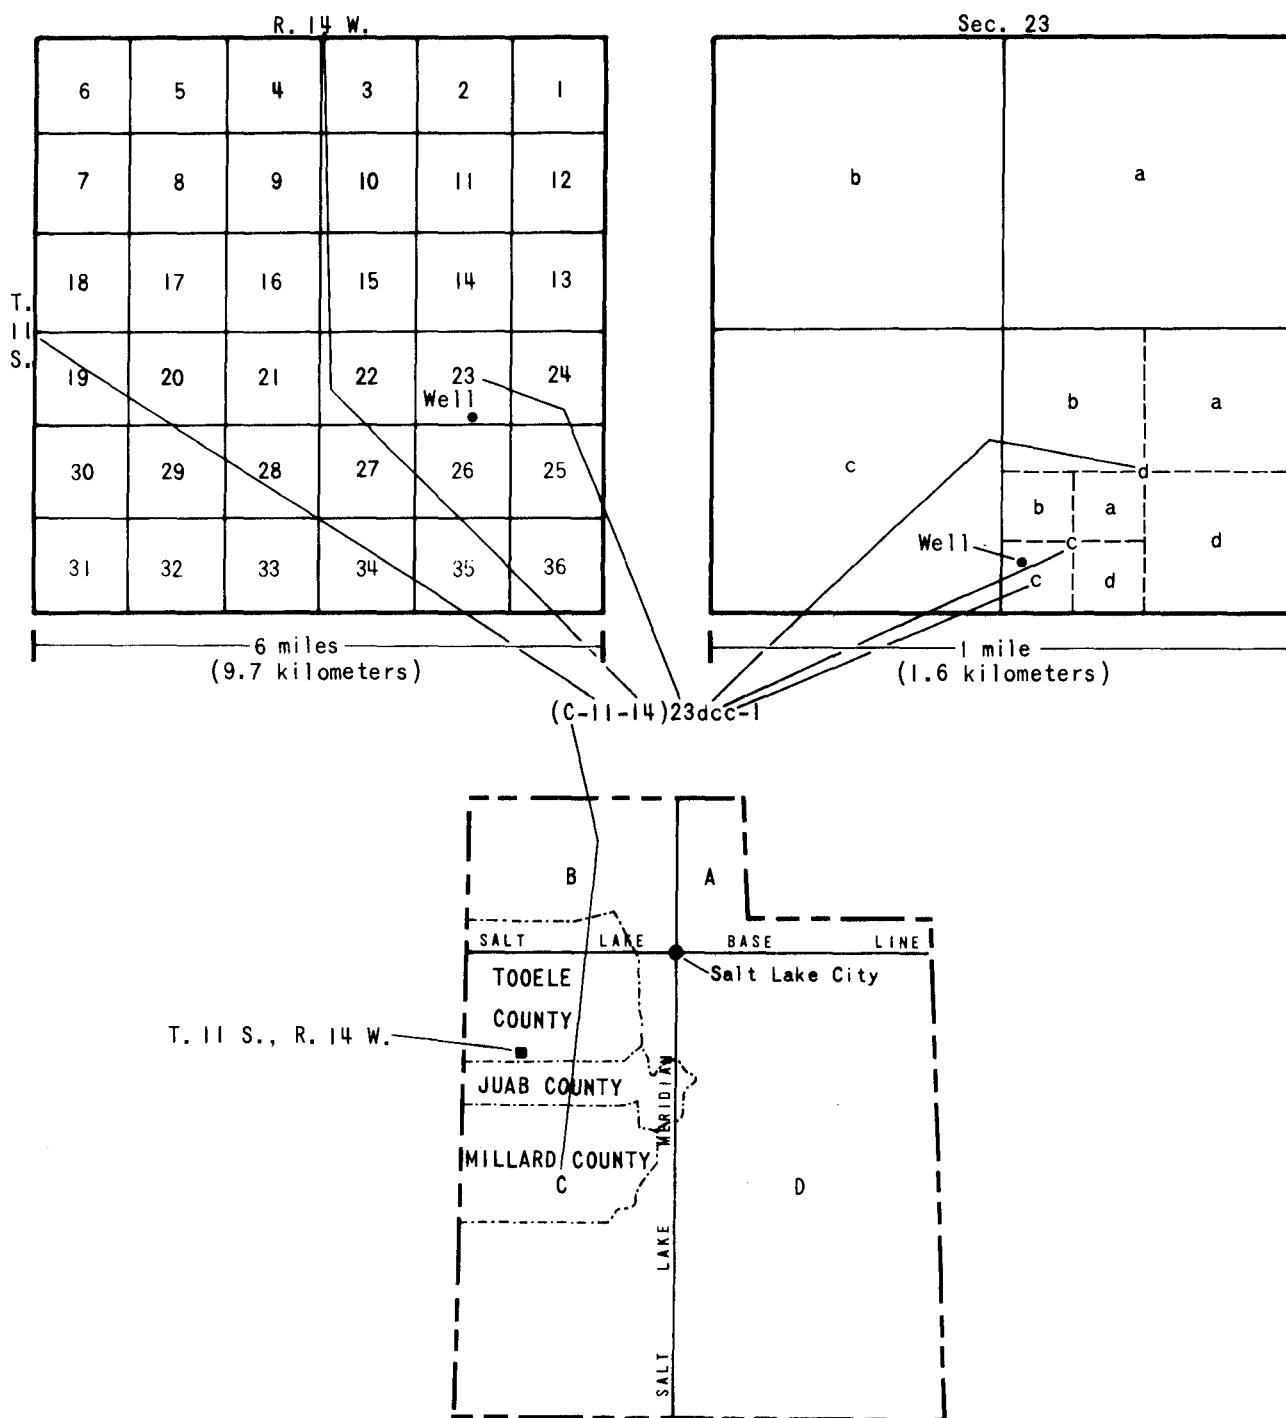 R. 14 W.
6 5 4 3 2 1
7 8 9 10 11 12
18 17 16 15 14 13
T.
11
S.
19 20 21 22 23 24
Well
30 29 28 27 26 25
31 32 33 34 35 36
6 miles
(9.7 kilometers)
Sec. 23
b a
b a
c
d
b a
Well
c
d
c d
1 mile
(1.6 kilometers)
(C-11-14)23dcc-1
B A
SALT LAKE BASE LINE
Salt Lake City
TOOELE
COUNTY
T. 11 S., R. 14 W.
JUAB COUNTY
MILLARD COUNTY
C
D
SALT LAKE MERIDIAN